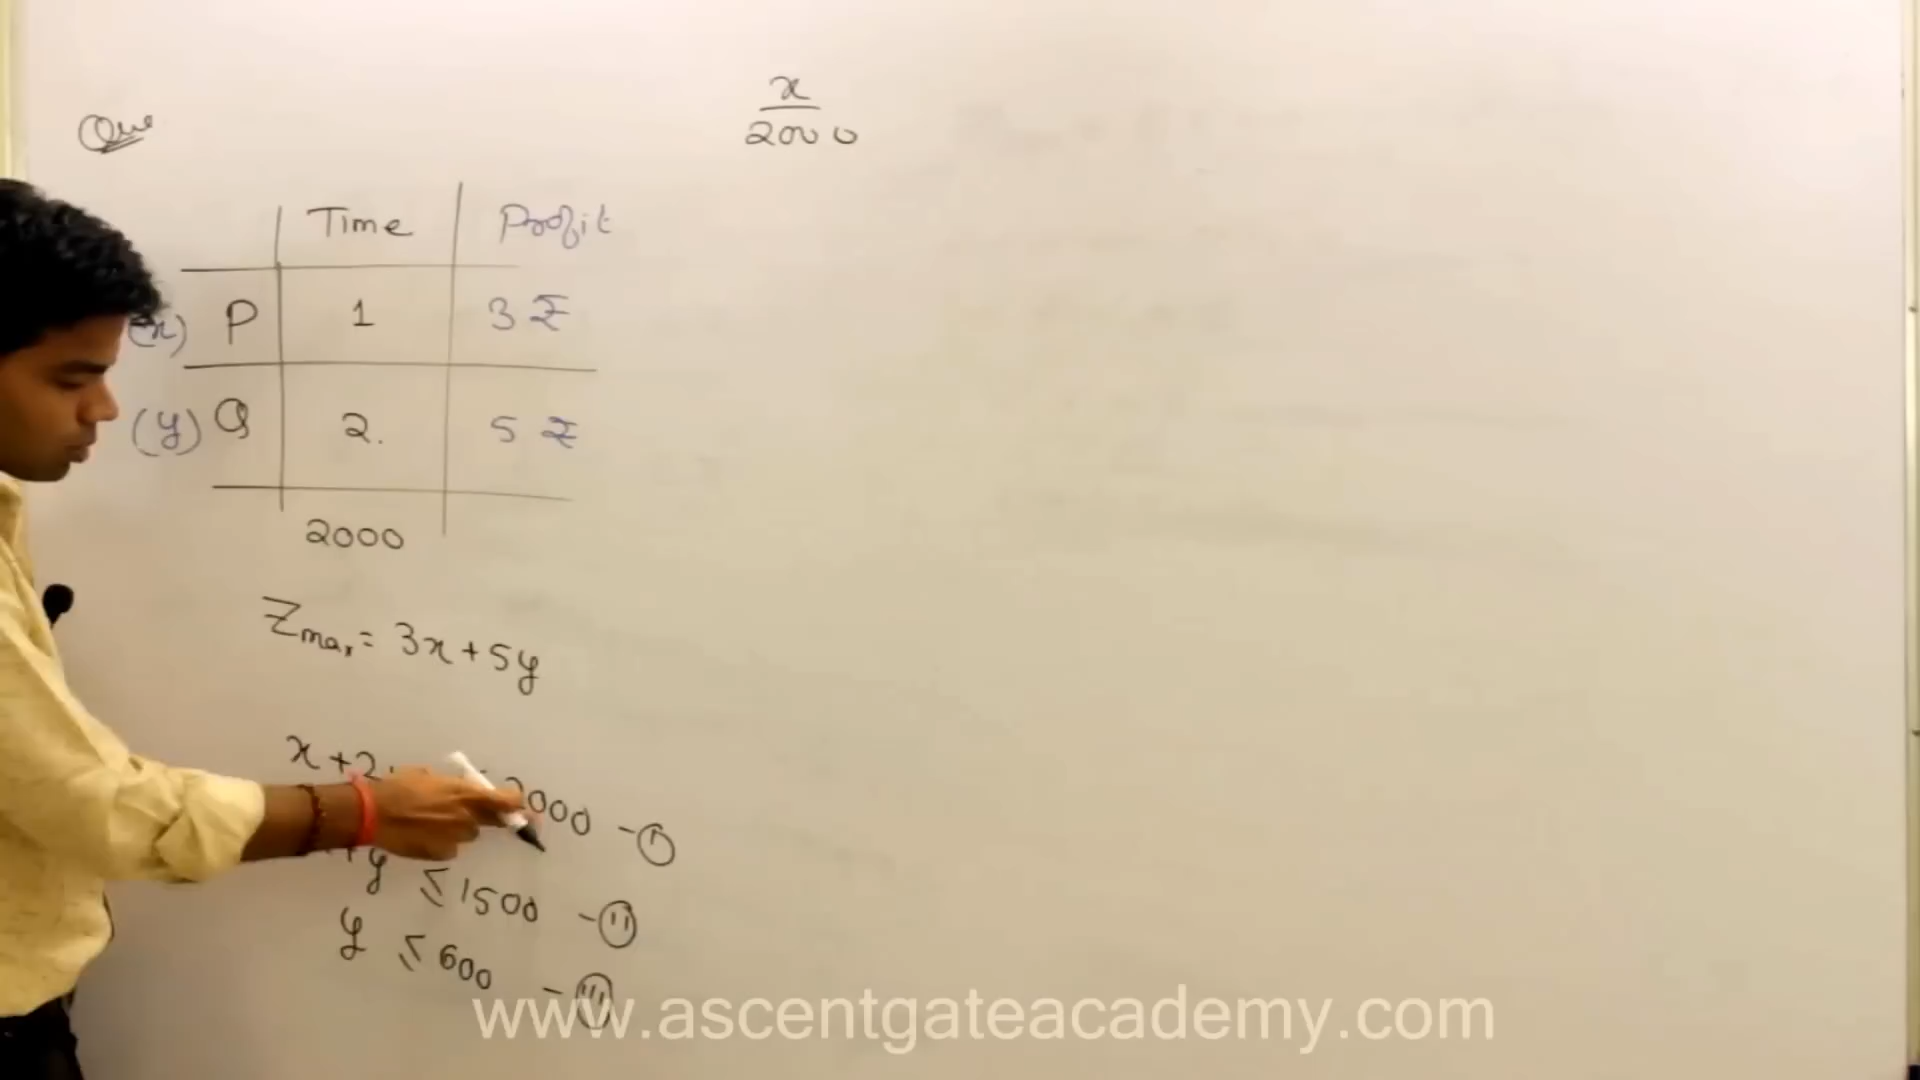 Que
x
2000
Time Profit
(x) P 1 3 ₹
(y) Q 2. 5 ₹
2000
Zmax = 3x + 5y
x + 2 2000 - (I)
+ y ≤ 1500 - (II)
y ≤ 600 - (III)
www.ascentgateacademy.com